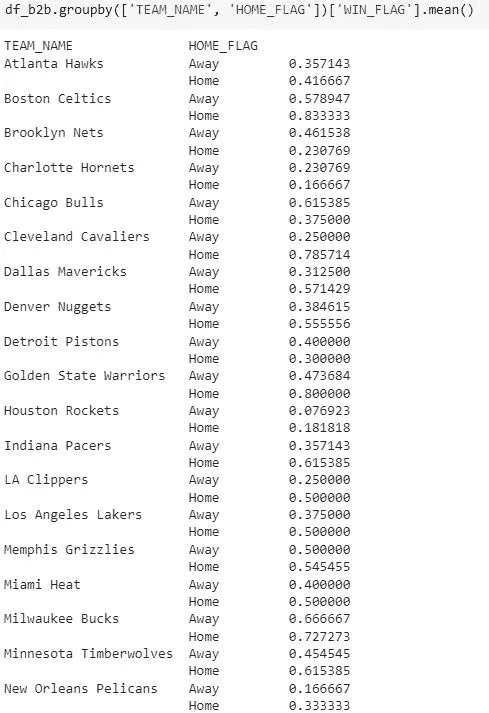 df_b2b.groupby(['TEAM_NAME', 'HOME_FLAG'])['WIN_FLAG'].mean()
TEAM_NAME HOME_FLAG
Atlanta Hawks Away 0.357143
Home 0.416667
Boston Celtics Away 0.578947
Home 0.833333
Brooklyn Nets Away 0.461538
Home 0.230769
Charlotte Hornets Away 0.230769
Home 0.166667
Chicago Bulls Away 0.615385
Home 0.375000
Cleveland Cavaliers Away 0.250000
Home 0.785714
Dallas Mavericks Away 0.312500
Home 0.571429
Denver Nuggets Away 0.384615
Home 0.555556
Detroit Pistons Away 0.400000
Home 0.300000
Golden State Warriors Away 0.473684
Home 0.800000
Houston Rockets Away 0.076923
Home 0.181818
Indiana Pacers Away 0.357143
Home 0.615385
LA Clippers Away 0.250000
Home 0.500000
Los Angeles Lakers Away 0.375000
Home 0.500000
Memphis Grizzlies Away 0.500000
Home 0.545455
Miami Heat Away 0.400000
Home 0.500000
Milwaukee Bucks Away 0.666667
Home 0.727273
Minnesota Timberwolves Away 0.454545
Home 0.615385
New Orleans Pelicans Away 0.166667
Home 0.333333